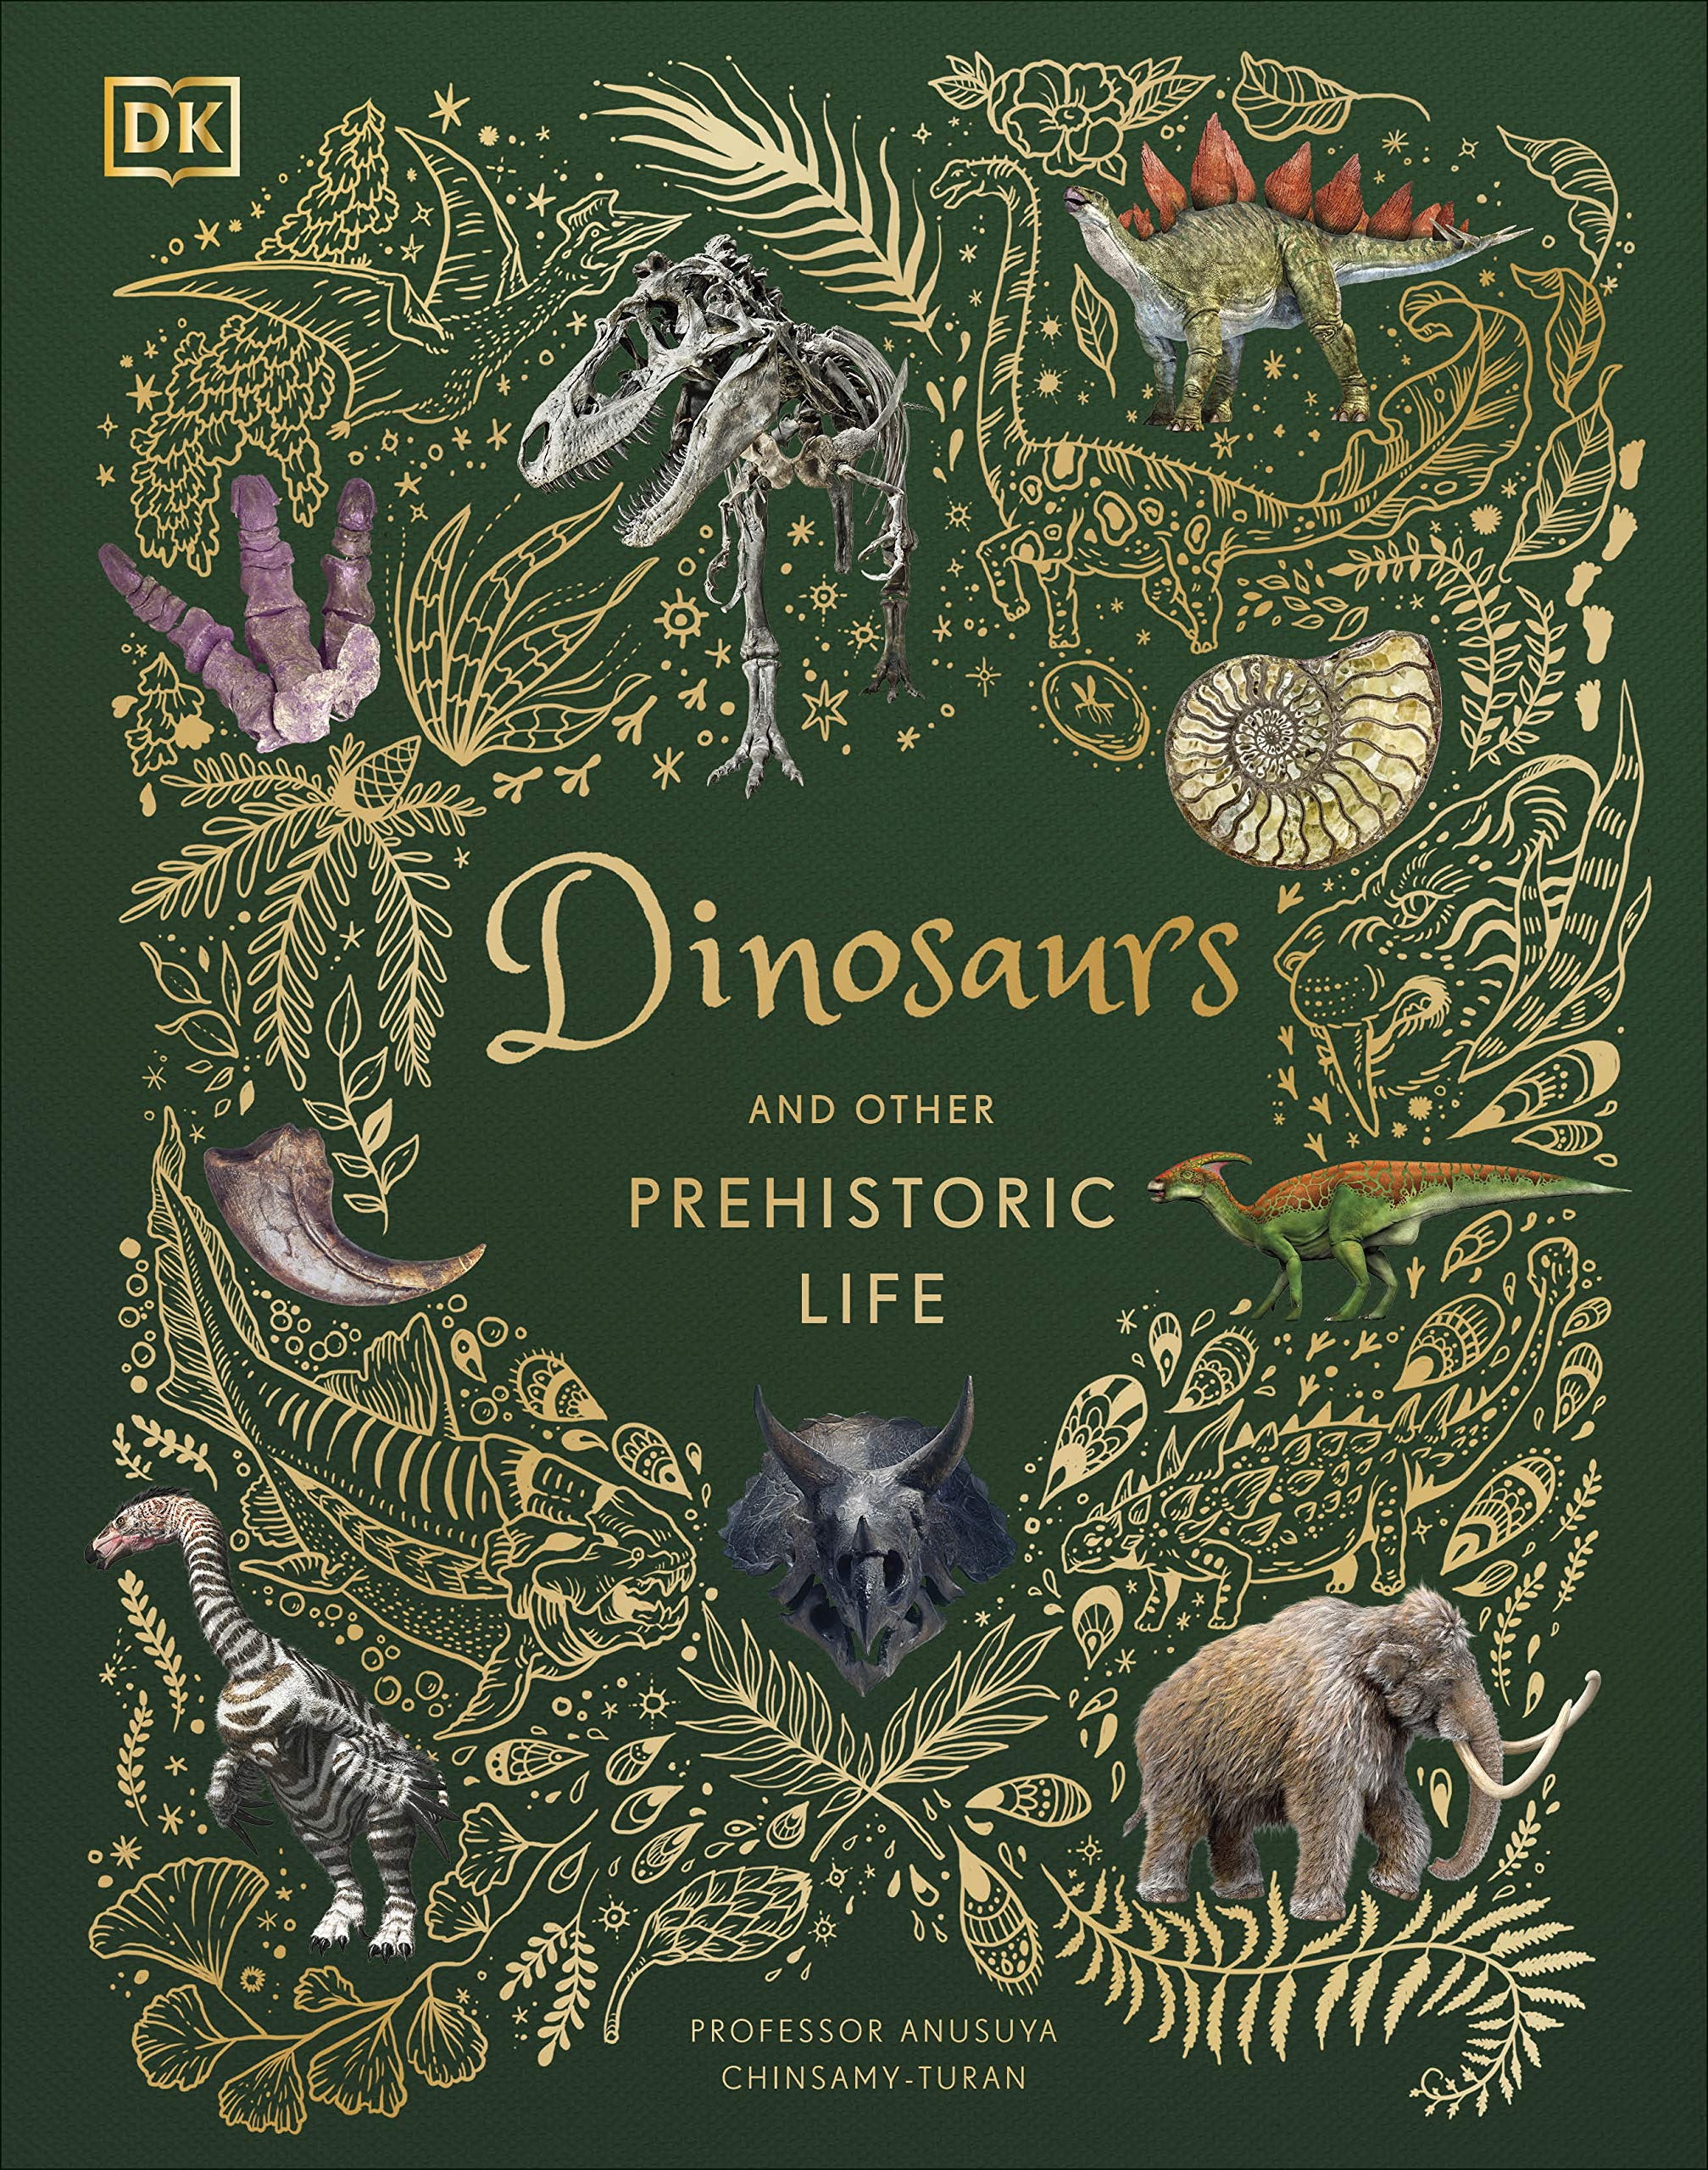 DK
Dinosaurs
AND OTHER
PREHISTORIC
LIFE
PROFESSOR ANUSUYA
CHINSAMY-TURAN